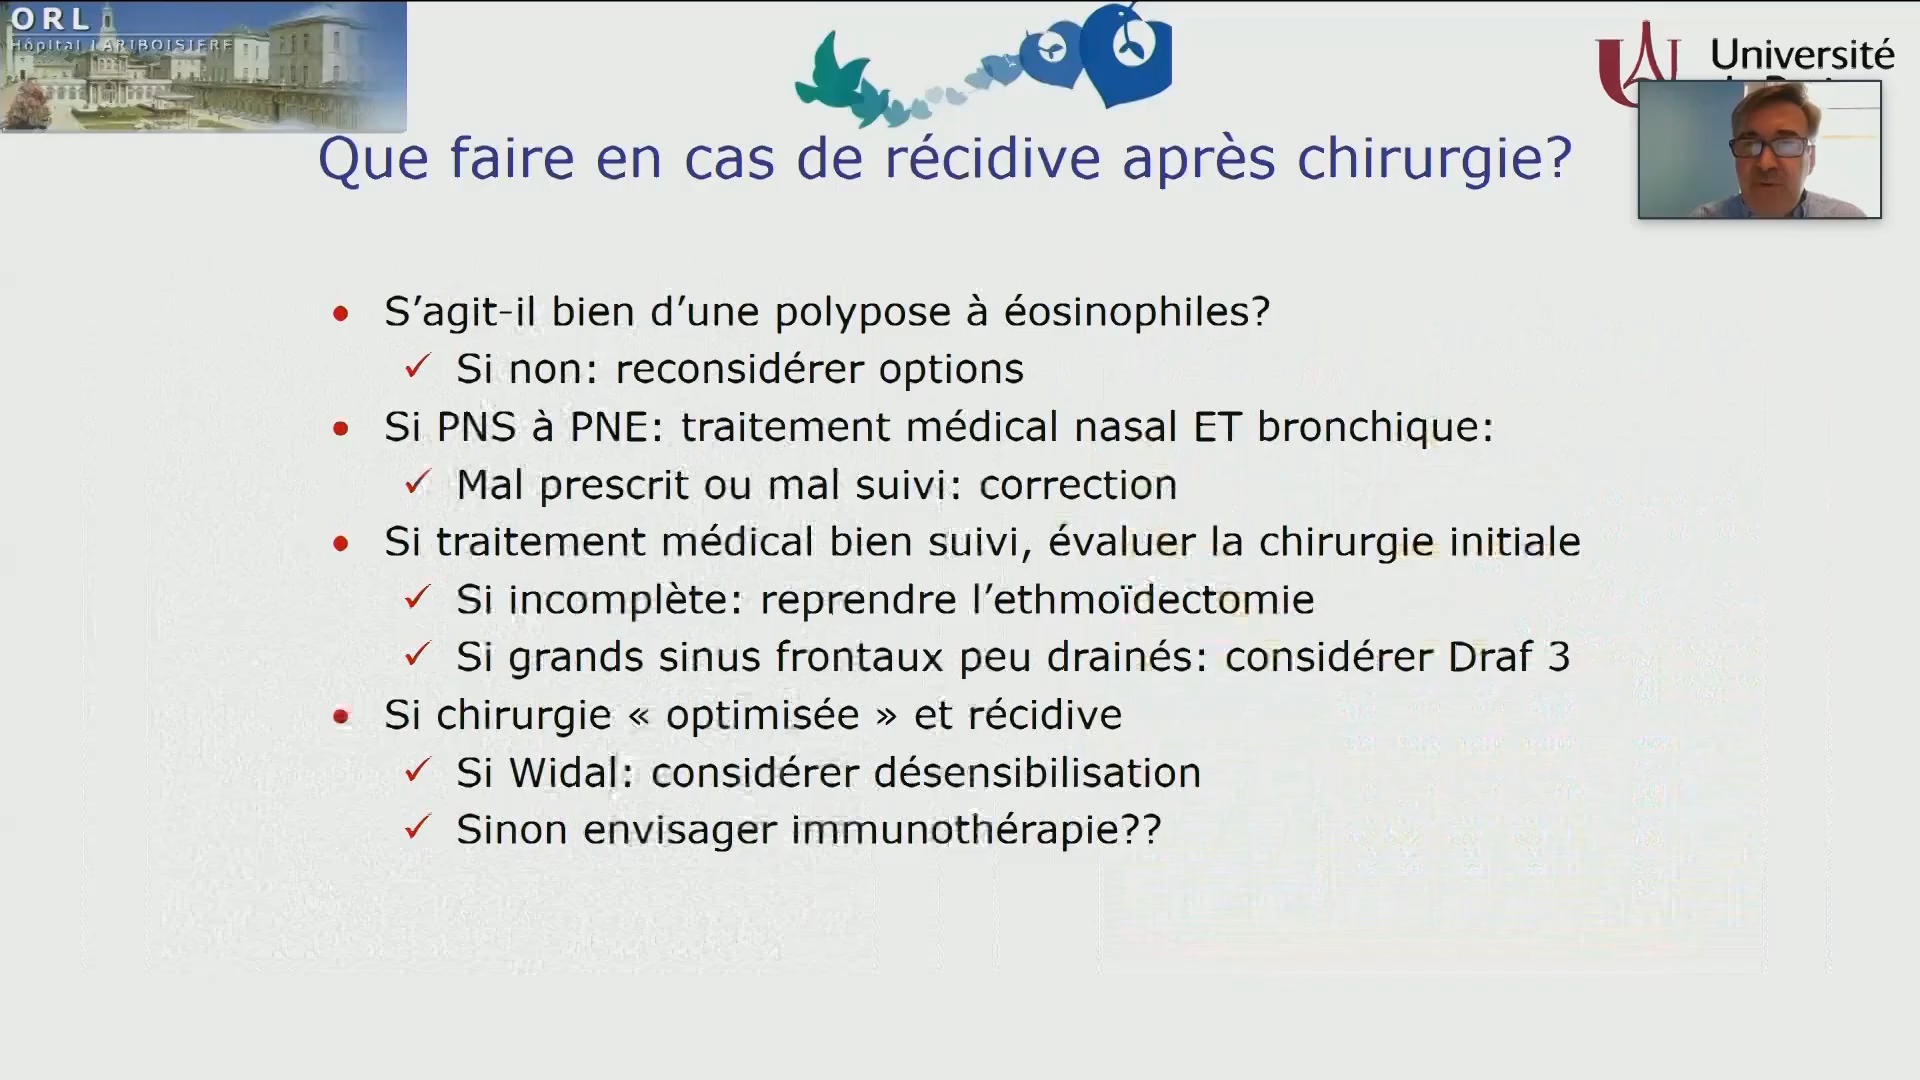 ORL
Hôpital LARIBOISIERE
Université
Que faire en cas de récidive après chirurgie?
• S’agit-il bien d’une polypose à éosinophiles?
✓ Si non: reconsidérer options
• Si PNS à PNE: traitement médical nasal ET bronchique:
✓ Mal prescrit ou mal suivi: correction
• Si traitement médical bien suivi, évaluer la chirurgie initiale
✓ Si incomplète: reprendre l’ethmoïdectomie
✓ Si grands sinus frontaux peu drainés: considérer Draf 3
• Si chirurgie « optimisée » et récidive
✓ Si Widal: considérer désensibilisation
✓ Sinon envisager immunothérapie??